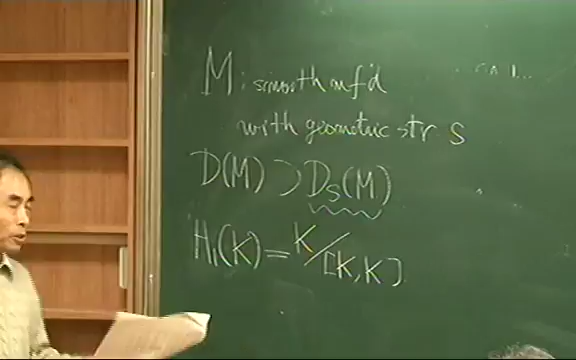 M : smooth mfd
with geometric str S
D(M) ⊃ D_S(M)
H₁(K) = K/[K,K]